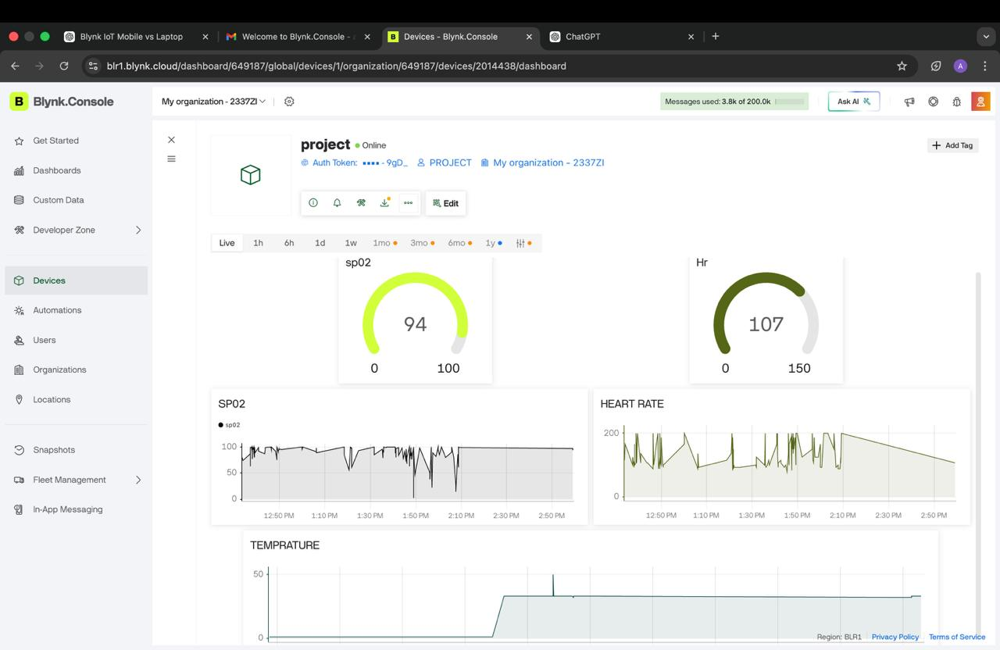 Blynk IoT Mobile vs Laptop
Welcome to Blynk.Console -
Devices - Blynk.Console
ChatGPT
blr1.blynk.cloud/dashboard/649187/global/devices/1/organization/649187/devices/2014438/dashboard
A
B Blynk.Console
My organization - 2337ZI
Messages used: 3.8k of 200.0k
Ask AI
Get Started
Dashboards
Custom Data
Developer Zone
Devices
Automations
Users
Organizations
Locations
Snapshots
Fleet Management
In-App Messaging
project Online
Add Tag
Auth Token: ▪▪▪▪ - 9gD_ PROJECT My organization - 2337ZI
Edit
Live 1h 6h 1d 1w 1mo 3mo 6mo 1y
sp02
94
0 100
Hr
107
0 150
SP02
sp02
100
50
0
12:50 PM 1:10 PM 1:30 PM 1:50 PM 2:10 PM 2:30 PM 2:50 PM
HEART RATE
200
0
12:50 PM 1:10 PM 1:30 PM 1:50 PM 2:10 PM 2:30 PM 2:50 PM
TEMPRATURE
50
0
Region: BLR1 Privacy Policy Terms of Service